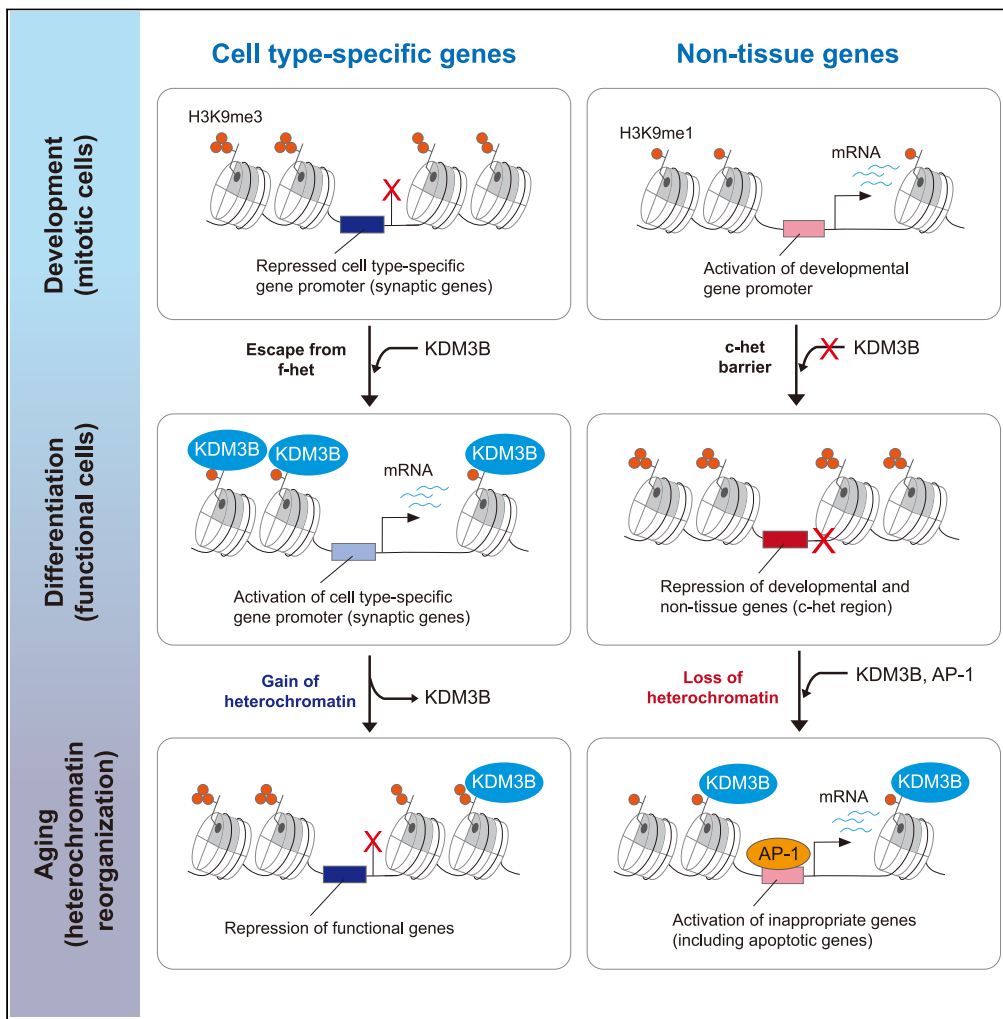 Cell type-specific genes
Non-tissue genes
Development
(mitotic cells)
H3K9me3
Repressed cell type-specific
gene promoter (synaptic genes)
H3K9me1
mRNA
Activation of developmental
gene promoter
Escape from
f-het
KDM3B
c-het
barrier
KDM3B
Differentiation
(functional cells)
KDM3B
KDM3B
mRNA
KDM3B
Activation of cell type-specific
gene promoter (synaptic genes)
Repression of developmental and
non-tissue genes (c-het region)
Gain of
heterochromatin
KDM3B
Loss of
heterochromatin
KDM3B, AP-1
Aging
(heterochromatin
reorganization)
KDM3B
Repression of functional genes
KDM3B
mRNA
KDM3B
AP-1
Activation of inappropriate genes
(including apoptotic genes)